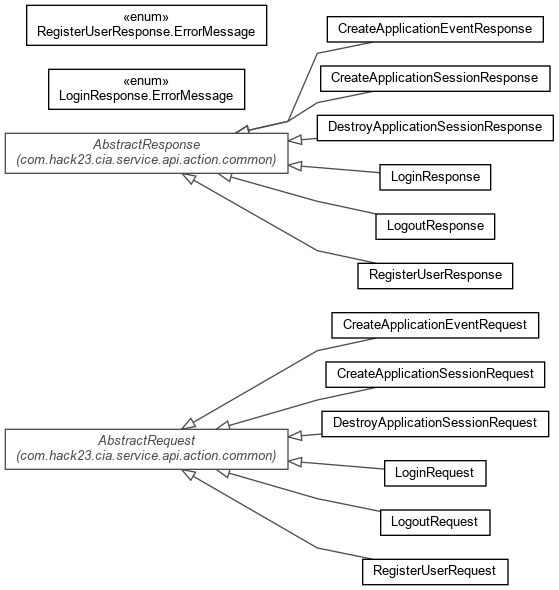 «enum»
RegisterUserResponse.ErrorMessage
«enum»
LoginResponse.ErrorMessage
AbstractResponse
(com.hack23.cia.service.api.action.common)
CreateApplicationEventResponse
CreateApplicationSessionResponse
DestroyApplicationSessionResponse
LoginResponse
LogoutResponse
RegisterUserResponse
AbstractRequest
(com.hack23.cia.service.api.action.common)
CreateApplicationEventRequest
CreateApplicationSessionRequest
DestroyApplicationSessionRequest
LoginRequest
LogoutRequest
RegisterUserRequest